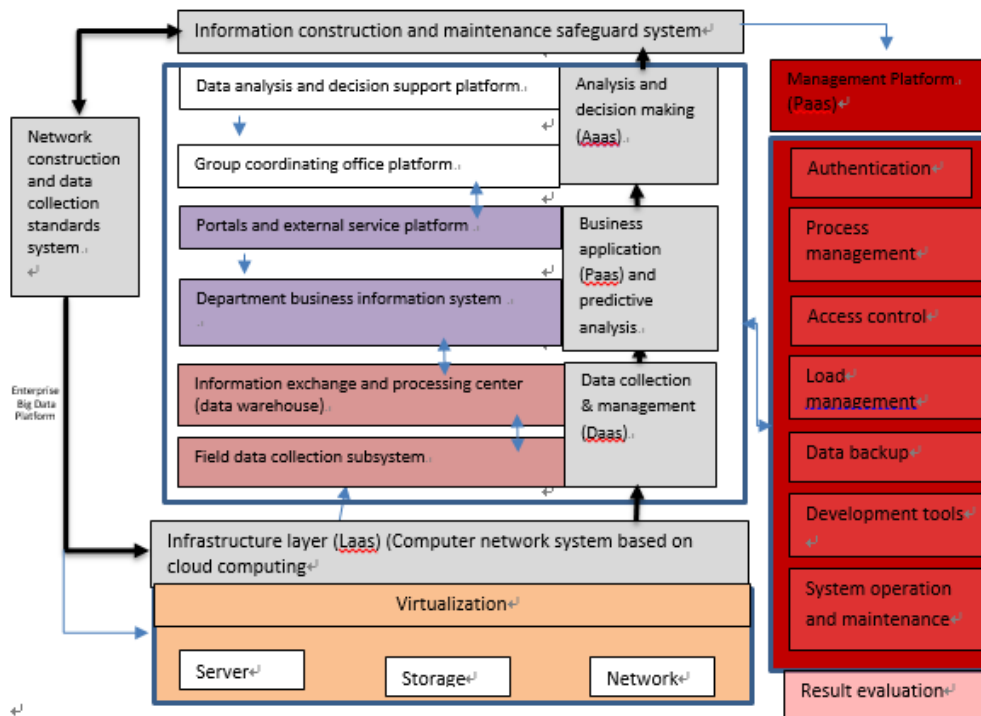 Information construction and maintenance safeguard system
Data analysis and decision support platform.
Analysis and
decision making
(Aaas).
Management Platform
(Paas)
Network
construction
and data
collection
standards
system.
Group coordinating office platform.
Authentication
Portals and external service platform
Business
application
(Paas) and
predictive
analysis.
Process
management
Department business information system
Access control
Information exchange and processing center
(data warehouse).
Data collection
& management
(Daas).
Load
management
Enterprise
Big Data
Platform
Field data collection subsystem.
Data backup
Development tools
Infrastructure layer (Laas) (Computer network system based on
cloud computing
System operation
and maintenance
Virtualization
Server
Storage
Network
Result evaluation